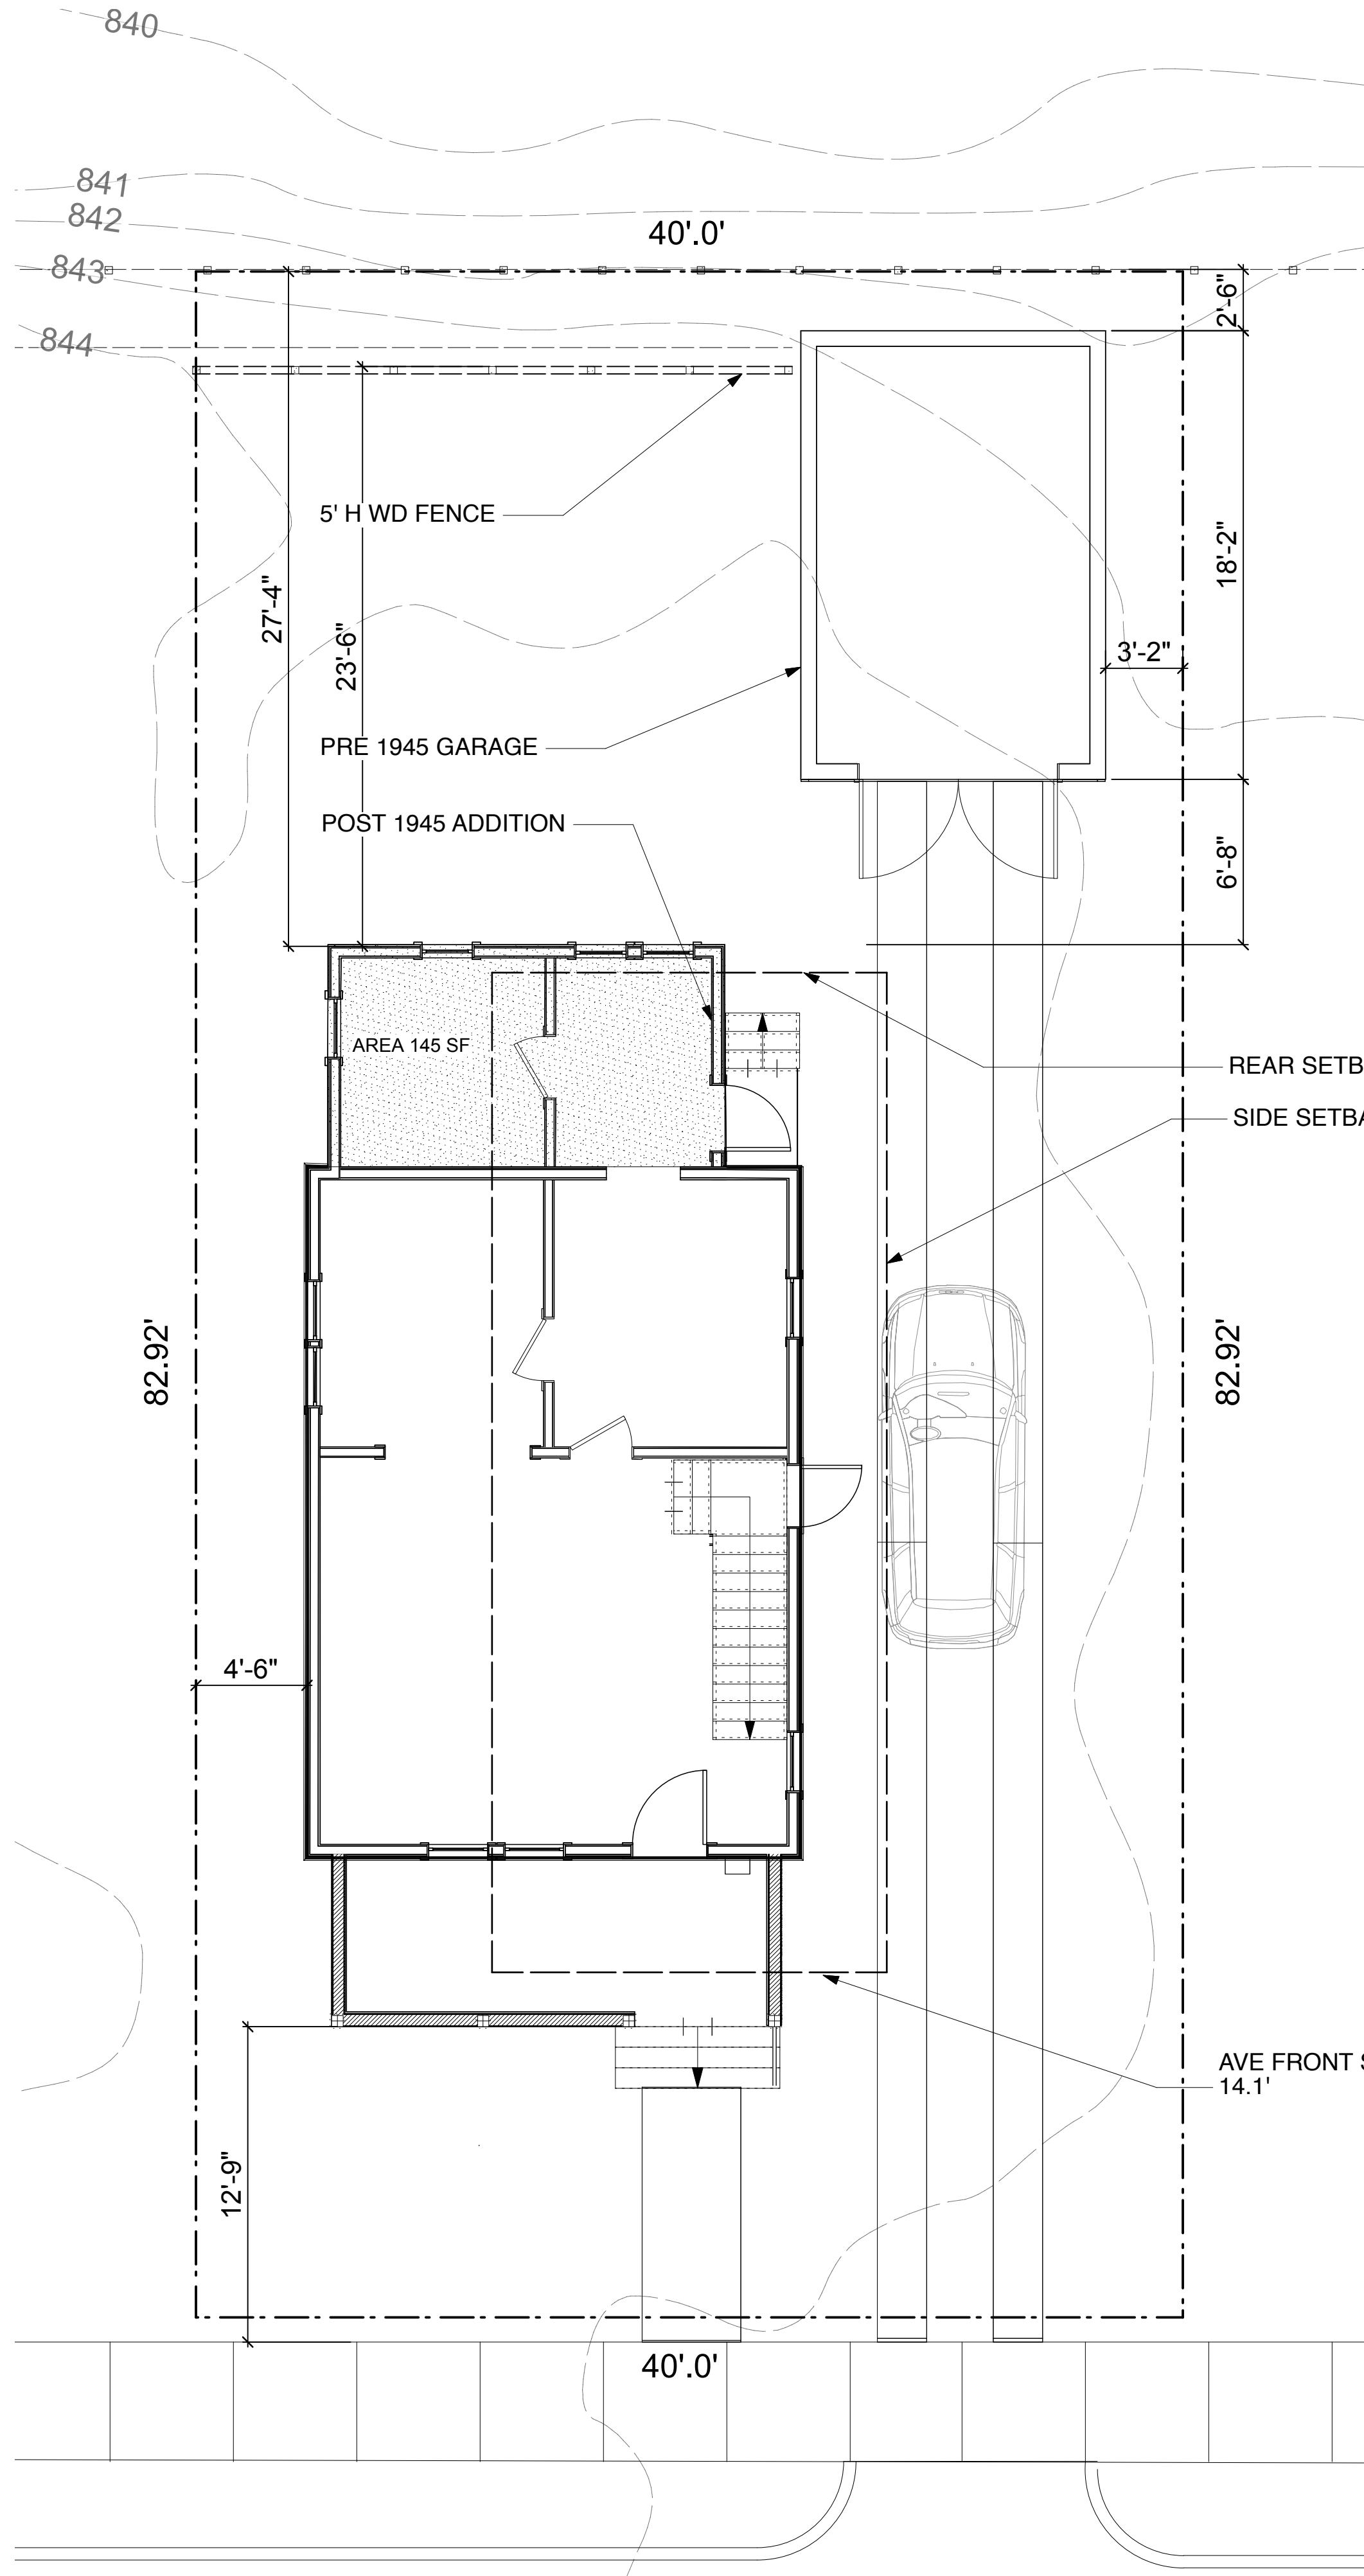 840
841
842
40'.0'
843
2'-6"
844
5' H WD FENCE
18'-2"
27'-4"
23'-6"
3'-2"
PRE 1945 GARAGE
POST 1945 ADDITION
6'-8"
AREA 145 SF
REAR SETB
SIDE SETBA
82.92'
82.92'
4'-6"
AVE FRONT S
14.1'
12'-9"
40'.0'